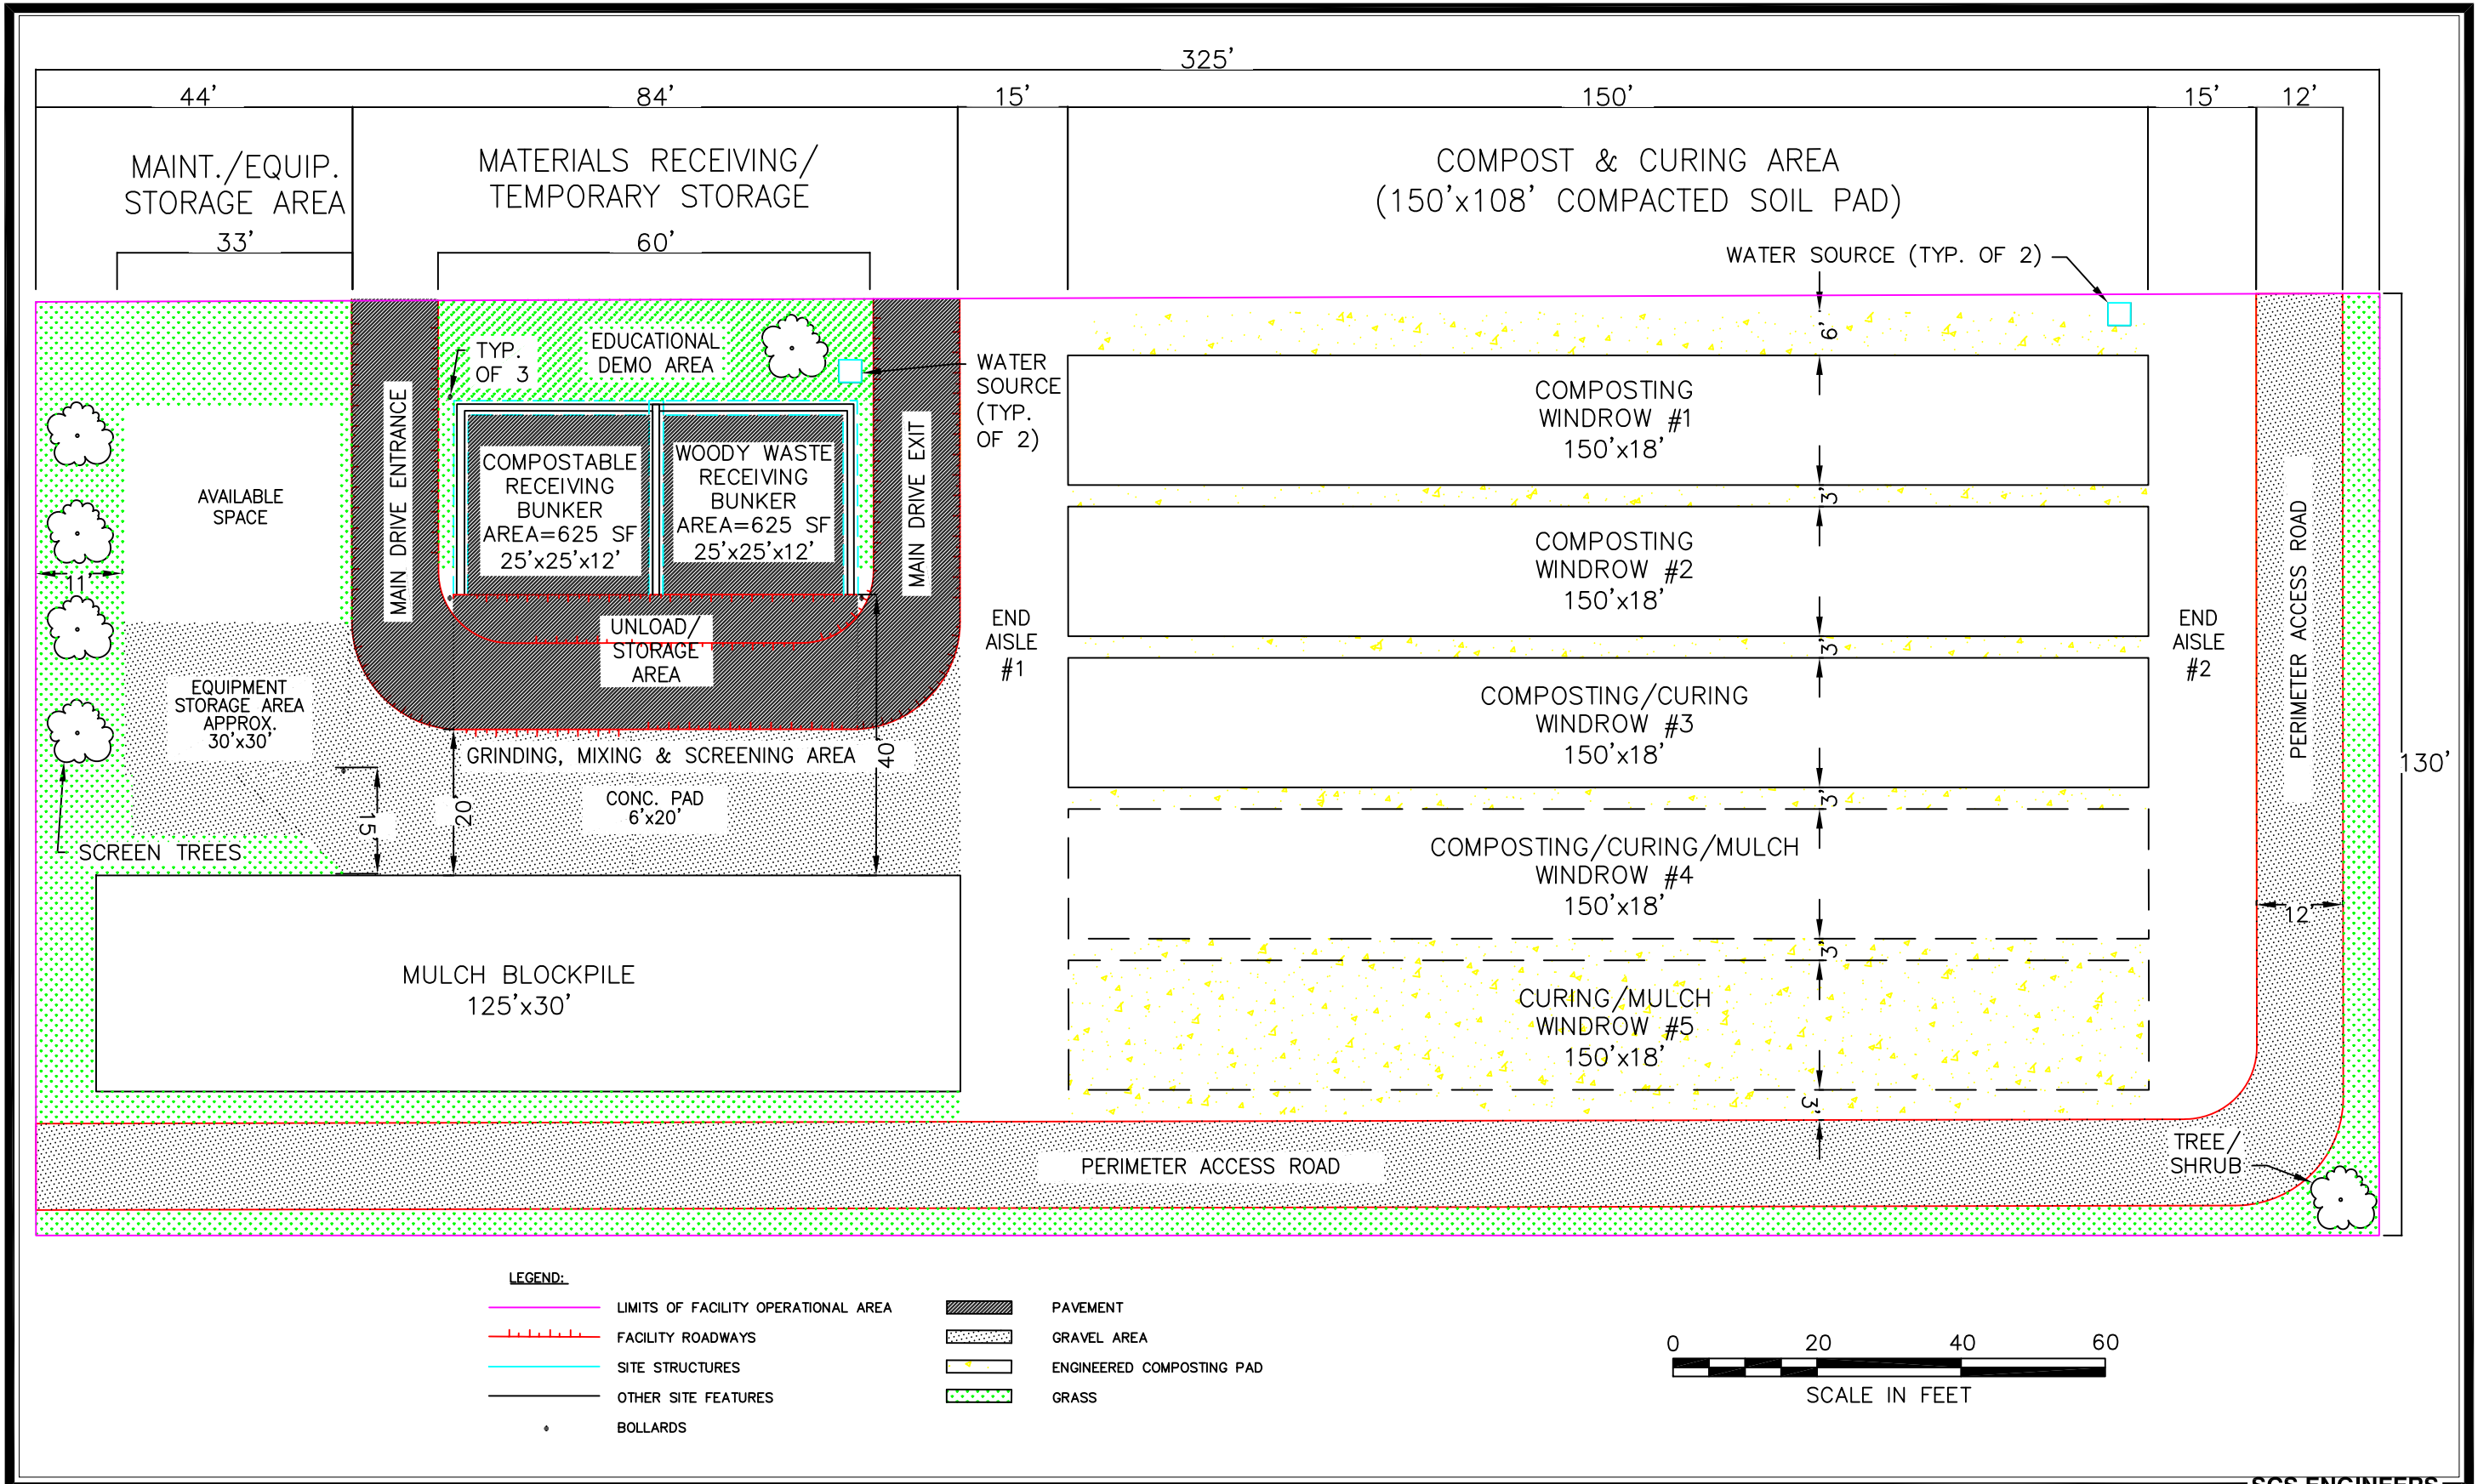 325'
44'
84'
15'
150'
15'
12'
MAINT./EQUIP.
STORAGE AREA
MATERIALS RECEIVING/
TEMPORARY STORAGE
COMPOST & CURING AREA
(150'x108' COMPACTED SOIL PAD)
33'
60'
WATER SOURCE (TYP. OF 2)
6'
TYP.
OF 3
EDUCATIONAL
DEMO AREA
WATER
SOURCE
(TYP.
OF 2)
MAIN DRIVE ENTRANCE
MAIN DRIVE EXIT
COMPOSTABLE
RECEIVING
BUNKER
AREA=625 SF
25'x25'x12'
WOODY WASTE
RECEIVING
BUNKER
AREA=625 SF
25'x25'x12'
AVAILABLE
SPACE
11'
UNLOAD/
STORAGE
AREA
EQUIPMENT
STORAGE AREA
APPROX.
30'x30'
GRINDING, MIXING & SCREENING AREA
CONC. PAD
6'x20'
15'
20'
40'
SCREEN TREES
MULCH BLOCKPILE
125'x30'
END
AISLE
#1
COMPOSTING
WINDROW #1
150'x18'
3'
COMPOSTING
WINDROW #2
150'x18'
3'
COMPOSTING/CURING
WINDROW #3
150'x18'
3'
COMPOSTING/CURING/MULCH
WINDROW #4
150'x18'
3'
CURING/MULCH
WINDROW #5
150'x18'
3'
END
AISLE
#2
PERIMETER ACCESS ROAD
12'
130'
TREE/
SHRUB
PERIMETER ACCESS ROAD
LEGEND:
LIMITS OF FACILITY OPERATIONAL AREA
FACILITY ROADWAYS
SITE STRUCTURES
OTHER SITE FEATURES
BOLLARDS
PAVEMENT
GRAVEL AREA
ENGINEERED COMPOSTING PAD
GRASS
0 20 40 60
SCALE IN FEET
SCS ENGINEERS